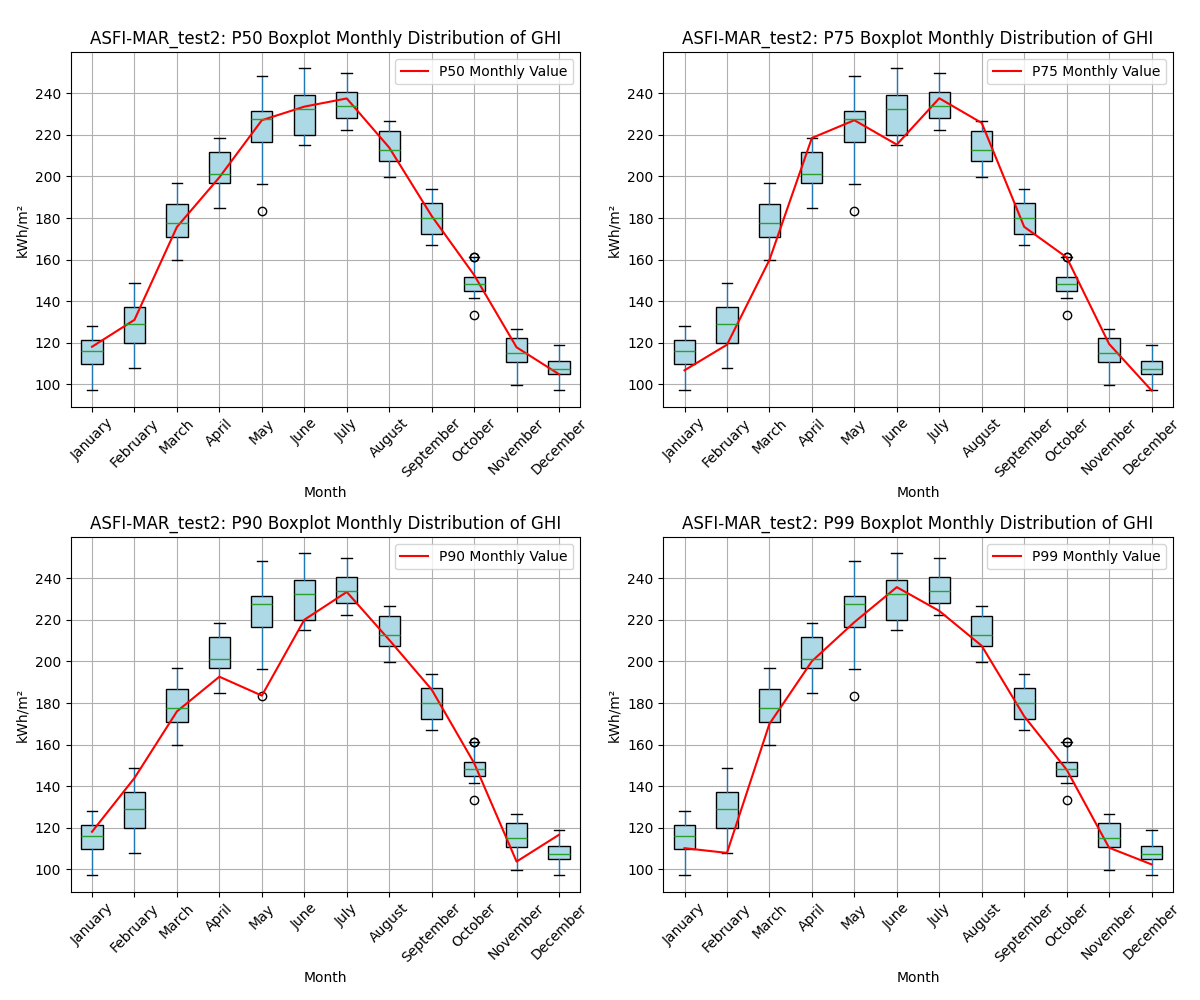 ASFI-MAR_test2: P50 Boxplot Monthly Distribution of GHI
P50 Monthly Value
kWh/m²
240
220
200
180
160
140
120
100
January
February
March
April
May
June
July
August
September
October
November
December
Month
ASFI-MAR_test2: P75 Boxplot Monthly Distribution of GHI
P75 Monthly Value
kWh/m²
240
220
200
180
160
140
120
100
January
February
March
April
May
June
July
August
September
October
November
December
Month
ASFI-MAR_test2: P90 Boxplot Monthly Distribution of GHI
P90 Monthly Value
kWh/m²
240
220
200
180
160
140
120
100
January
February
March
April
May
June
July
August
September
October
November
December
Month
ASFI-MAR_test2: P99 Boxplot Monthly Distribution of GHI
P99 Monthly Value
kWh/m²
240
220
200
180
160
140
120
100
January
February
March
April
May
June
July
August
September
October
November
December
Month